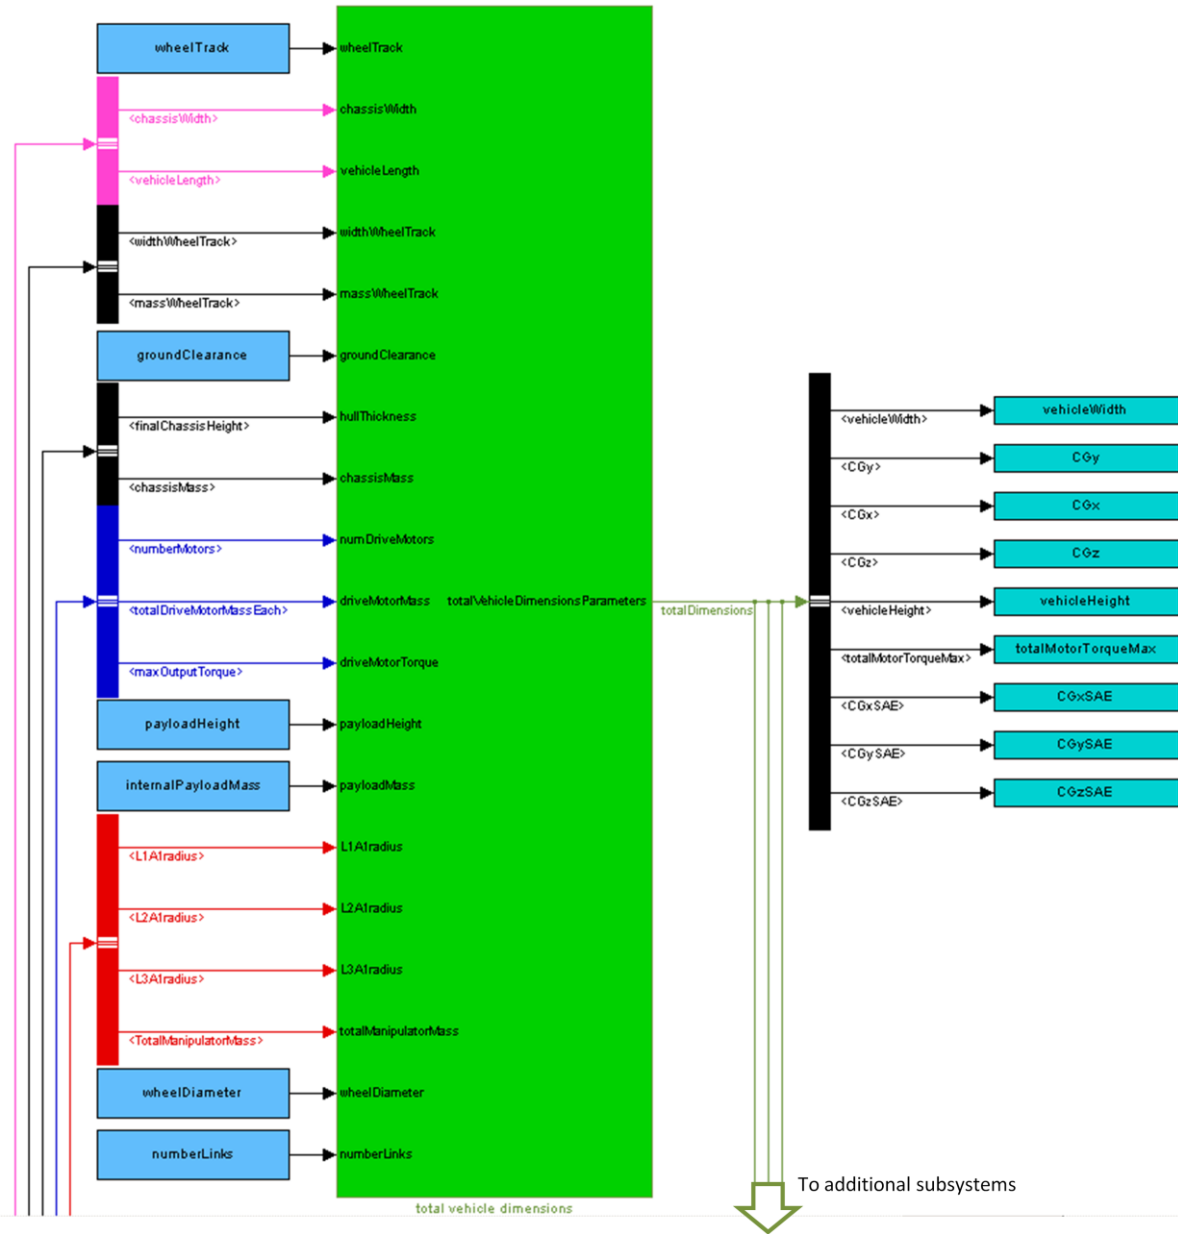 wheelTrack
wheelTrack
<chassisWidth>
chassisWidth
<vehicleLength>
vehicleLength
<widthWheelTrack>
widthWheelTrack
<massWheelTrack>
massWheelTrack
groundClearance
groundClearance
<finalChassisHeight>
hullThickness
<chassisMass>
chassisMass
<numberMotors>
numDriveMotors
<totalDriveMotorMassEach>
driveMotorMass
<maxOutputTorque>
driveMotorTorque
payloadHeight
payloadHeight
internalPayloadMass
payloadMass
<L1A1radius>
L1A1radius
<L2A1radius>
L2A1radius
<L3A1radius>
L3A1radius
<TotalManipulatorMass>
totalManipulatorMass
wheelDiameter
wheelDiameter
numberLinks
numberLinks
total vehicle dimensions
totalVehicleDimensionsParameters
totalDimensions
<vehicleWidth>
vehicleWidth
<CGy>
CGy
<CGx>
CGx
<CGz>
CGz
<vehicleHeight>
vehicleHeight
<totalMotorTorqueMax>
totalMotorTorqueMax
<CGxSAE>
CGxSAE
<CGySAE>
CGySAE
<CGzSAE>
CGzSAE
To additional subsystems